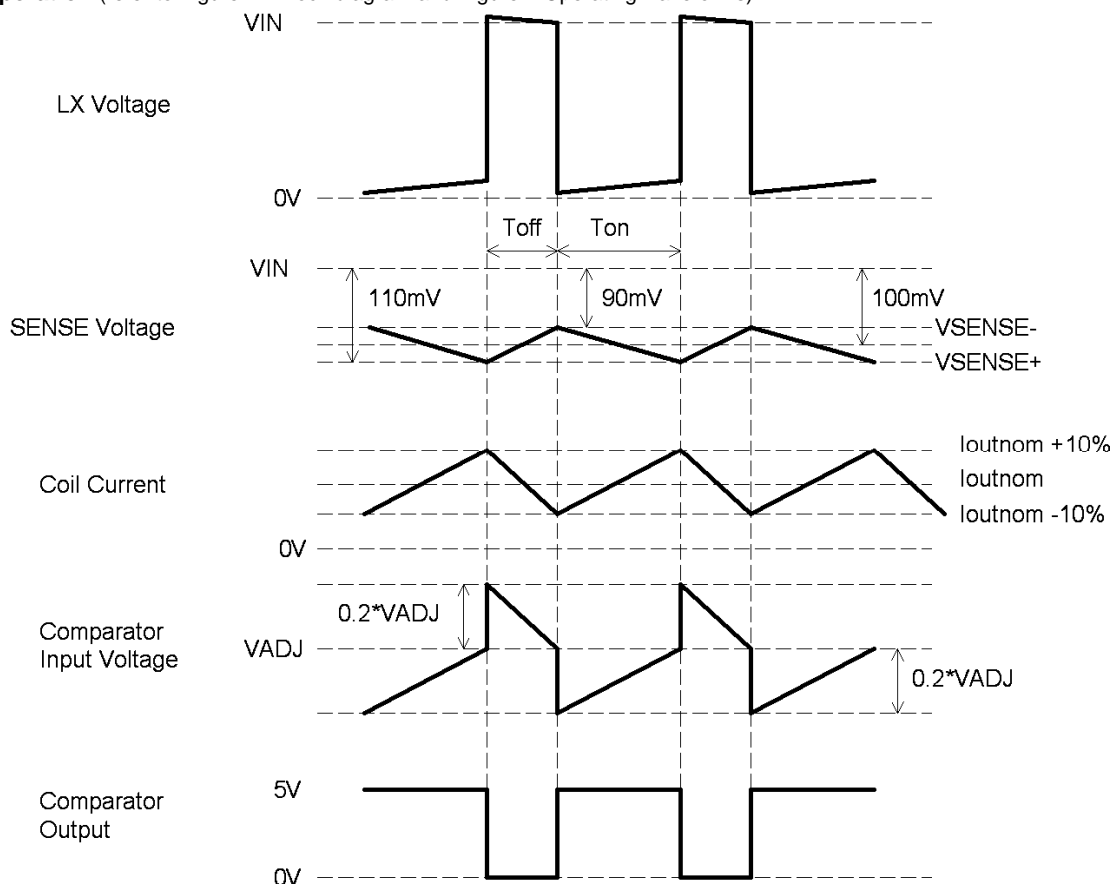 VIN
LX Voltage
0V
Toff
Ton
VIN
110mV
90mV
100mV
SENSE Voltage
VSENSE-
VSENSE+
Coil Current
Ioutnom +10%
Ioutnom
Ioutnom -10%
0V
0.2*VADJ
Comparator
Input Voltage
VADJ
0.2*VADJ
5V
Comparator
Output
0V